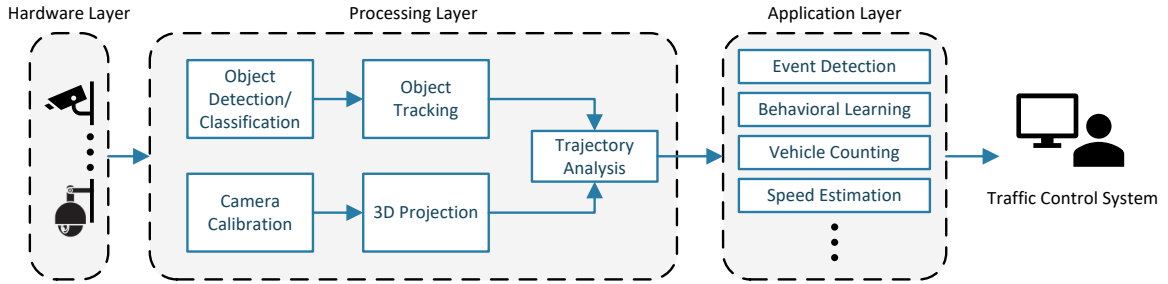 Hardware Layer
Processing Layer
Application Layer
Object
Detection/
Classification
Object
Tracking
Camera
Calibration
3D Projection
Trajectory
Analysis
Event Detection
Behavioral Learning
Vehicle Counting
Speed Estimation
Traffic Control System